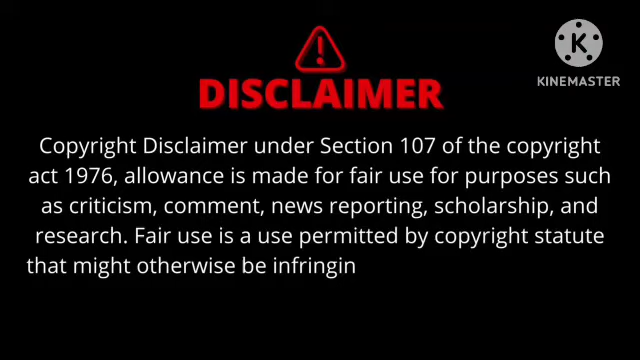 K
KINEMASTER
DISCLAIMER
Copyright Disclaimer under Section 107 of the copyright
act 1976, allowance is made for fair use for purposes such
as criticism, comment, news reporting, scholarship, and
research. Fair use is a use permitted by copyright statute
that might otherwise be infringin